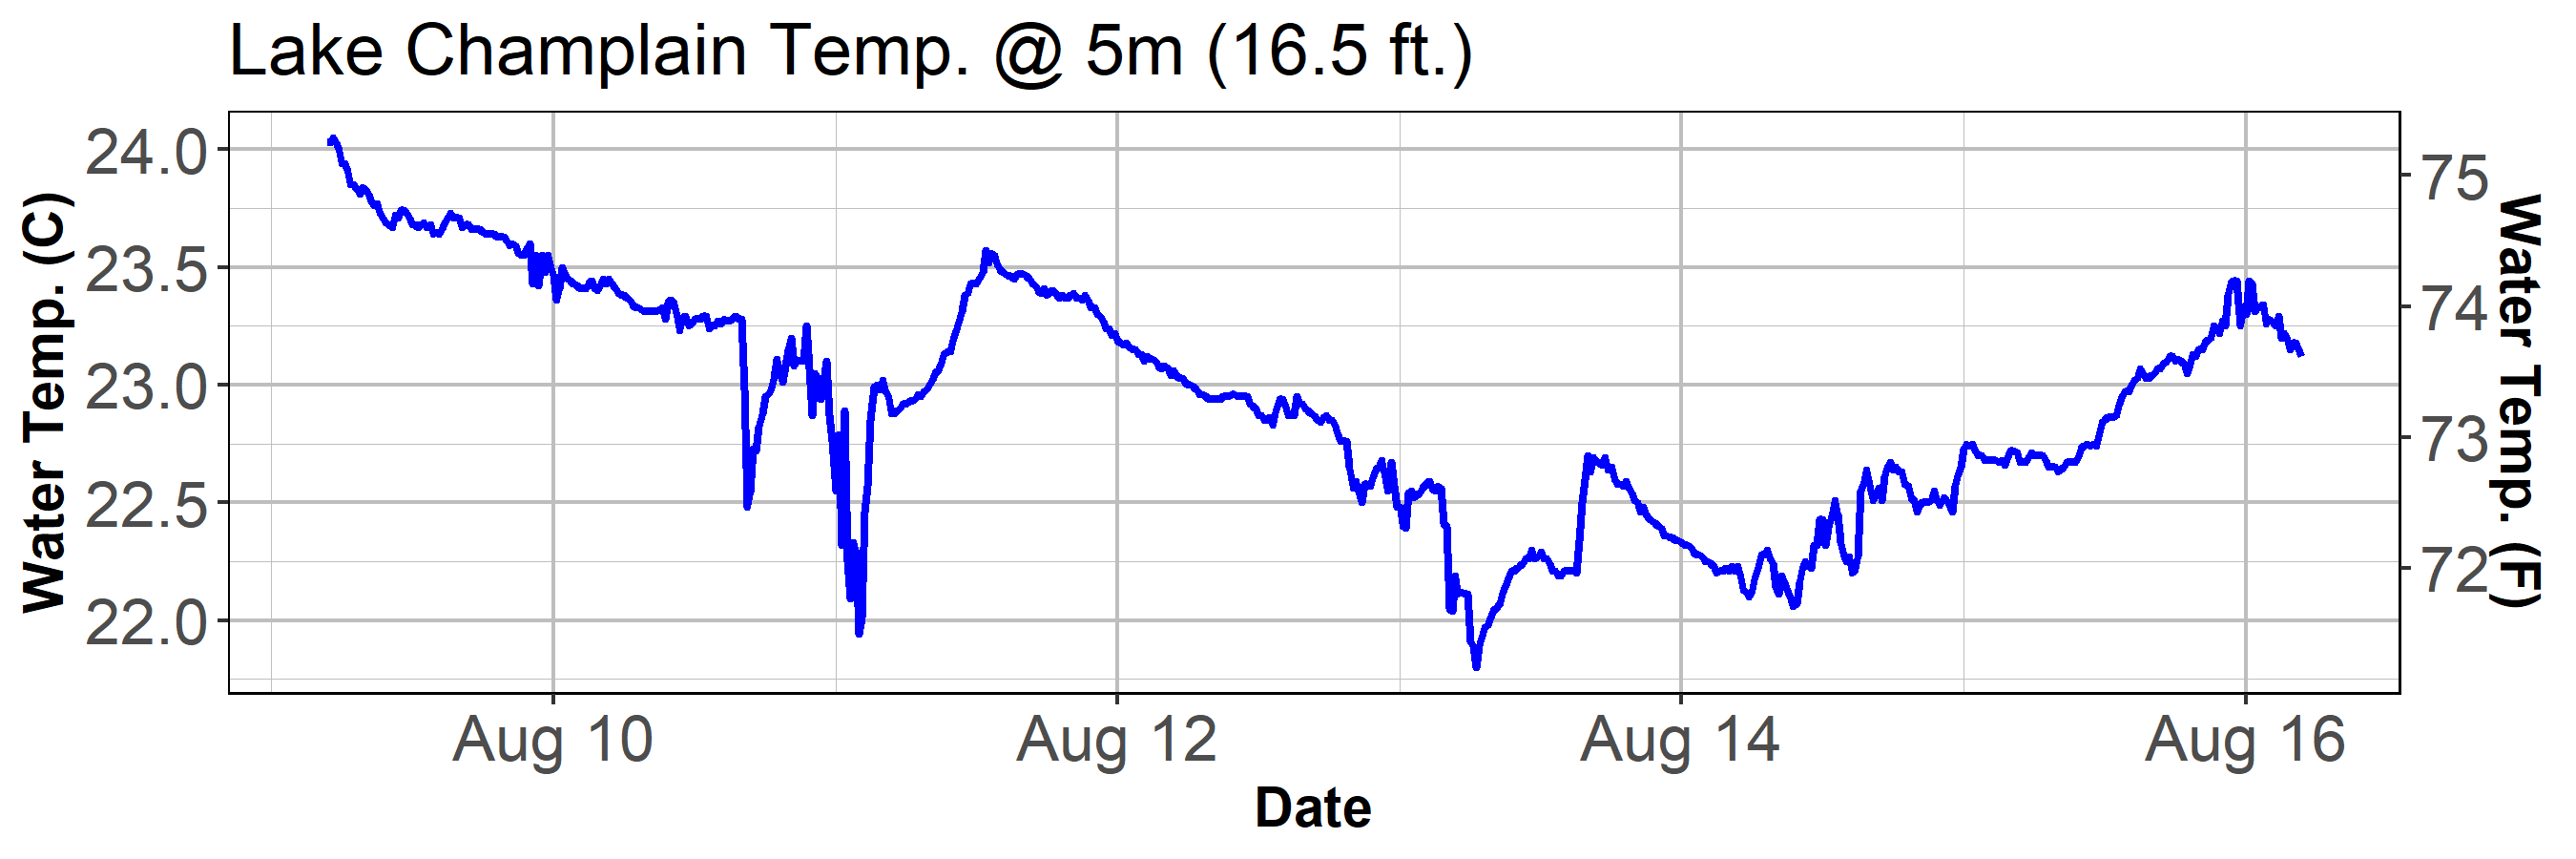 Lake Champlain Temp. @ 5m (16.5 ft.)
Water Temp. (C)
24.0
23.5
23.0
22.5
22.0
75
74
73
72
Water Temp. (F)
Aug 10
Aug 12
Aug 14
Aug 16
Date